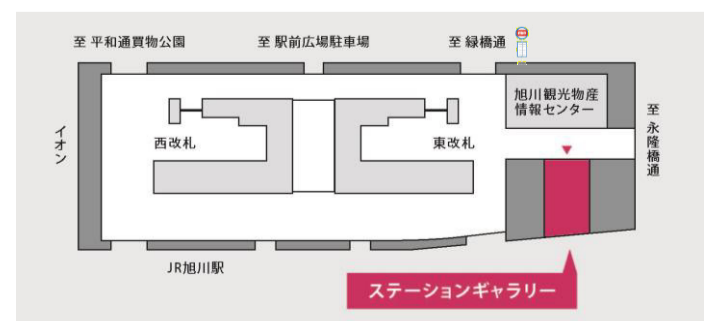 至 平和通買物公園
至 駅前広場駐車場
至 緑橋通
旭川観光物産
情報センター
イオン
西改札
東改札
至 永隆橋通
JR旭川駅
ステーションギャラリー